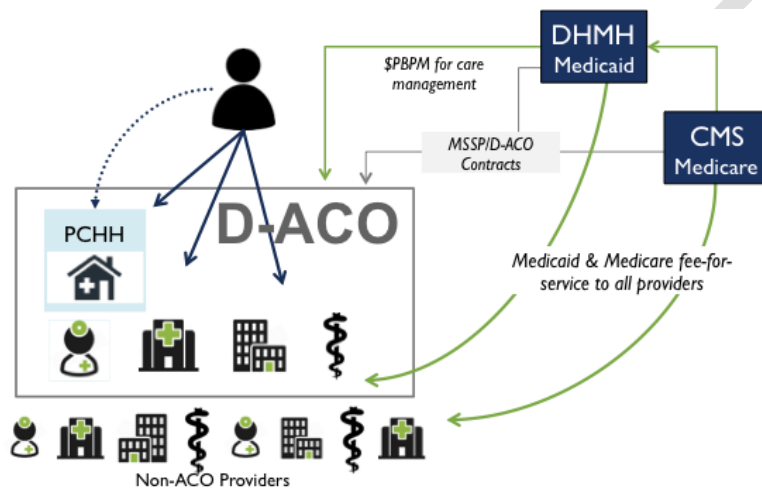 DHMH
Medicaid
$PBPM for care
management
CMS
Medicare
MSSP/D-ACO
Contracts
D-ACO
PCHH
Medicaid & Medicare fee-for-
service to all providers
Non-ACO Providers